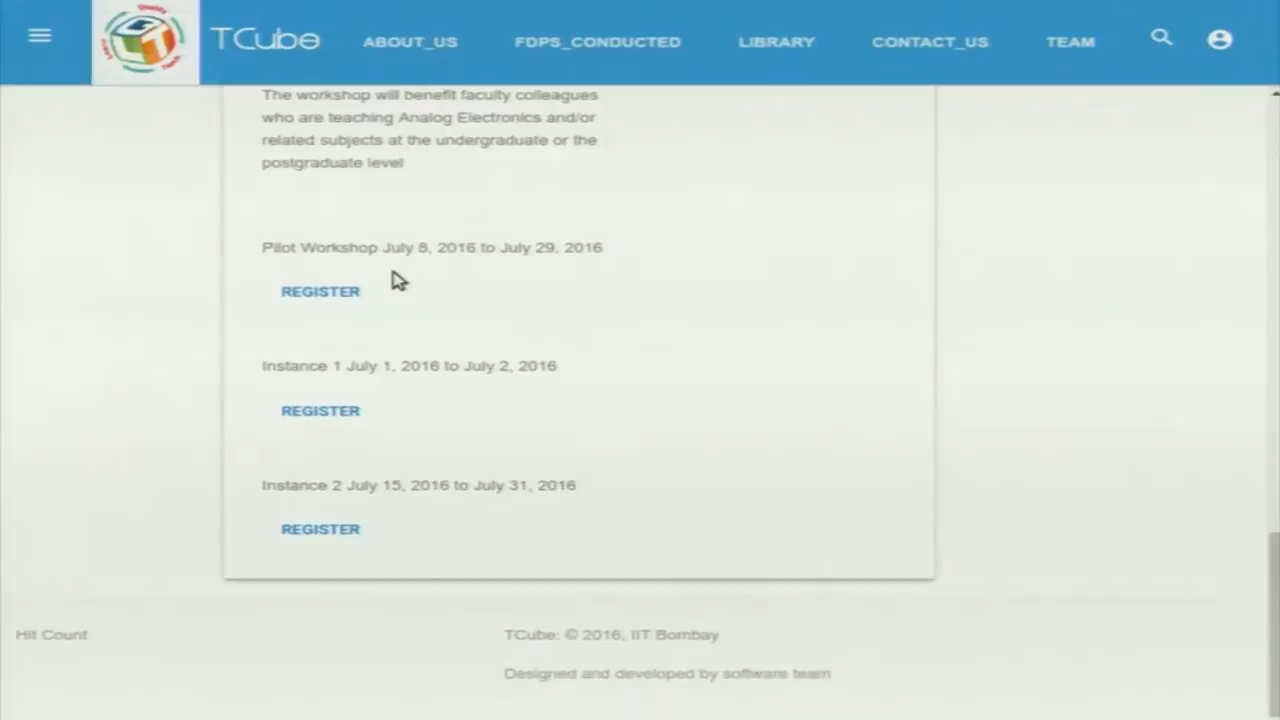 TCube
ABOUT_US
FDPS_CONDUCTED
LIBRARY
CONTACT_US
TEAM
The workshop will benefit faculty colleagues
who are teaching Analog Electronics and/or
related subjects at the undergraduate or the
postgraduate level
Pilot Workshop July 8, 2016 to July 29, 2016
REGISTER
Instance 1 July 1, 2016 to July 2, 2016
REGISTER
Instance 2 July 15, 2016 to July 31, 2016
REGISTER
Hit Count
TCube: © 2016, IIT Bombay
Designed and developed by software team